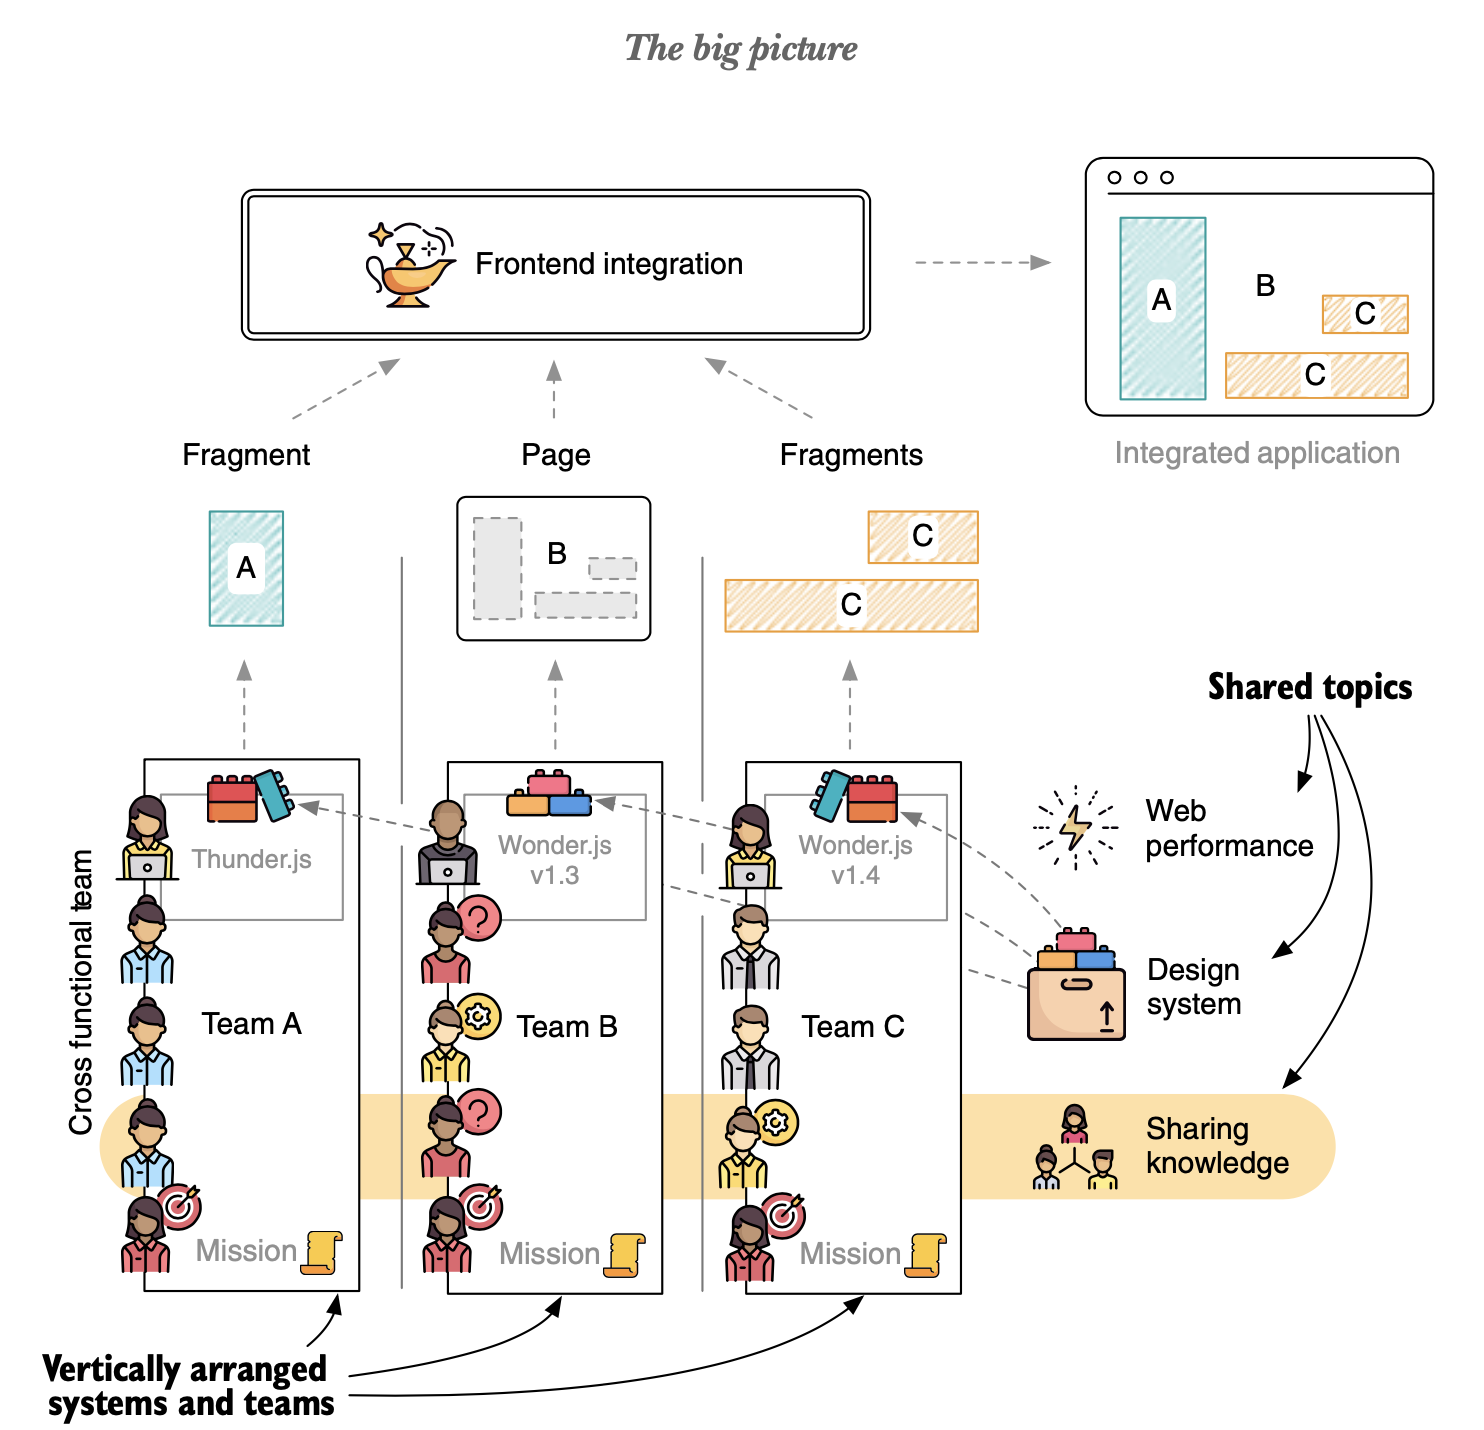 The big picture
Frontend integration
A
B
C
C
Integrated application
Fragment
Page
Fragments
A
B
C
C
Shared topics
Thunder.js
Wonder.js
v1.3
Wonder.js
v1.4
Web
performance
Design
system
Cross functional team
?
Team A
Team B
Team C
?
Sharing
knowledge
Mission
Mission
Mission
Vertically arranged
systems and teams